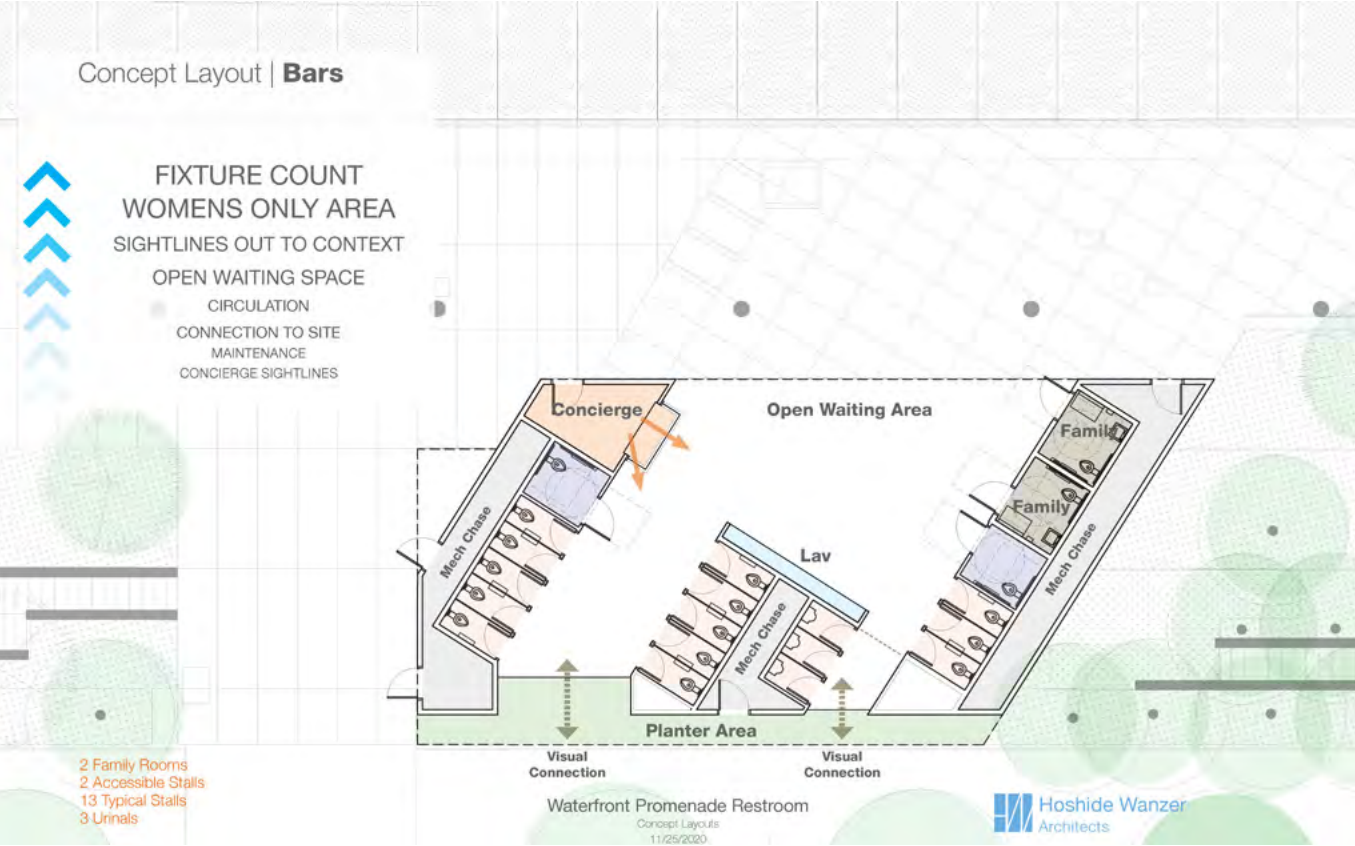 Concept Layout | Bars
FIXTURE COUNT
WOMENS ONLY AREA
SIGHTLINES OUT TO CONTEXT
OPEN WAITING SPACE
CIRCULATION
CONNECTION TO SITE
MAINTENANCE
CONCIERGE SIGHTLINES
Concierge
Open Waiting Area
Family
Family
Mech Chase
Lav
Mech Chase
Mech Chase
Planter Area
Visual
Connection
Visual
Connection
2 Family Rooms
2 Accessible Stalls
13 Typical Stalls
3 Urinals
Waterfront Promenade Restroom
Concept Layouts
11/25/2020
Hoshide Wanzer
Architects